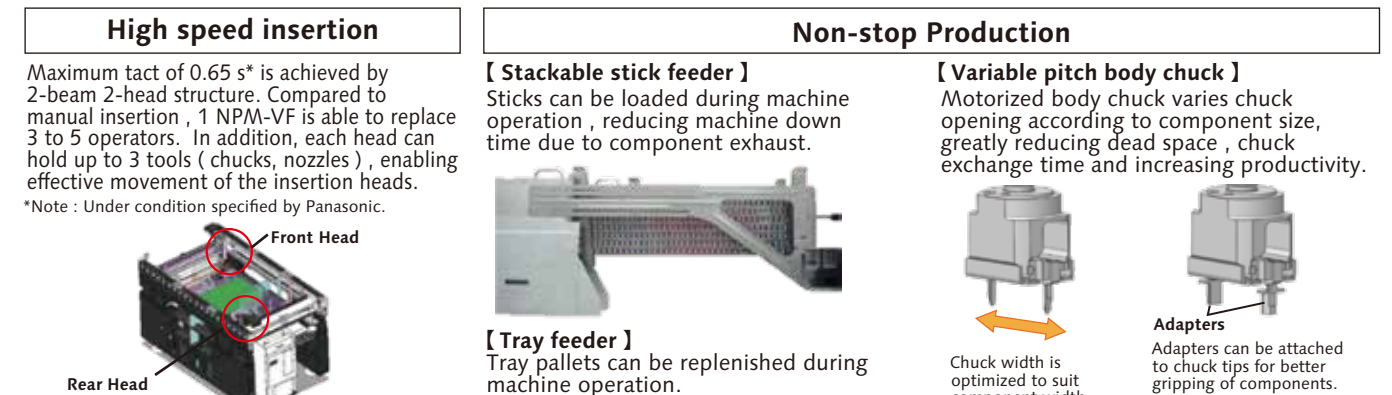 High speed insertion
Maximum tact of 0.65 s* is achieved by
2-beam 2-head structure. Compared to
manual insertion , 1 NPM-VF is able to replace
3 to 5 operators.  In addition, each head can
hold up to 3 tools ( chucks, nozzles ) , enabling
effective movement of the insertion heads.
*Note : Under condition specified by Panasonic.
Front Head
Rear Head
Non-stop Production
【 Stackable stick feeder 】
Sticks can be loaded during machine
operation , reducing machine down
time due to component exhaust.
【 Tray feeder 】
Tray pallets can be replenished during
machine operation.
【 Variable pitch body chuck 】
Motorized body chuck varies chuck
opening according to component size,
greatly reducing dead space , chuck
exchange time and increasing productivity.
Chuck width is
optimized to suit
component width
Adapters
Adapters can be attached
to chuck tips for better
gripping of components.